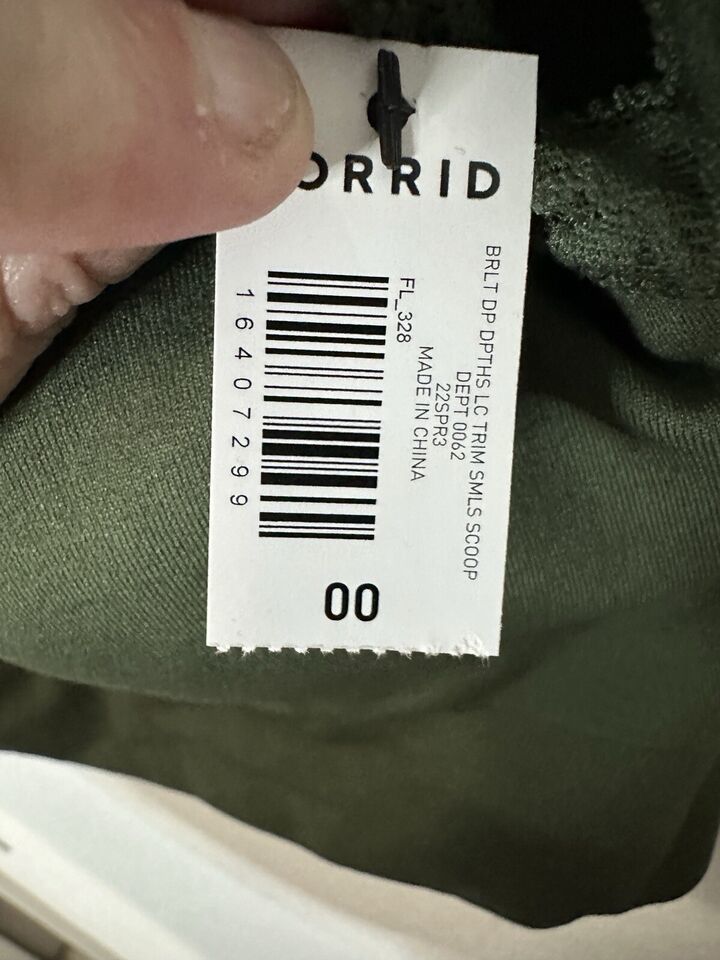 ORRID
BRLT DP DPTHS LC TRIM SMLS SCOOP
DEPT 0062
22SPR3
MADE IN CHINA
FL_328
16407299
00